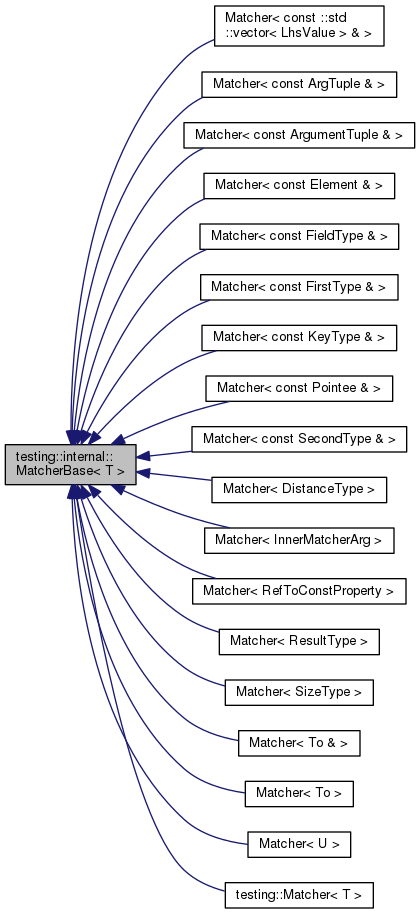 Matcher< const ::std
::vector< LhsValue > & >
Matcher< const ArgTuple & >
Matcher< const ArgumentTuple & >
Matcher< const Element & >
Matcher< const FieldType & >
Matcher< const FirstType & >
Matcher< const KeyType & >
Matcher< const Pointee & >
Matcher< const SecondType & >
testing::internal::
MatcherBase< T >
Matcher< DistanceType >
Matcher< InnerMatcherArg >
Matcher< RefToConstProperty >
Matcher< ResultType >
Matcher< SizeType >
Matcher< To & >
Matcher< To >
Matcher< U >
testing::Matcher< T >